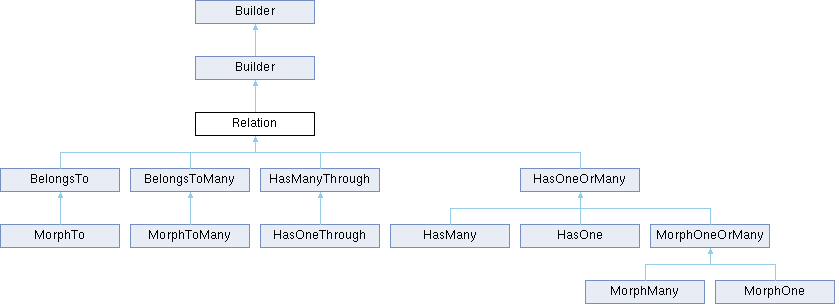 Builder
Builder
Relation
BelongsTo
BelongsToMany
HasManyThrough
HasOneOrMany
MorphTo
MorphToMany
HasOneThrough
HasMany
HasOne
MorphOneOrMany
MorphMany
MorphOne